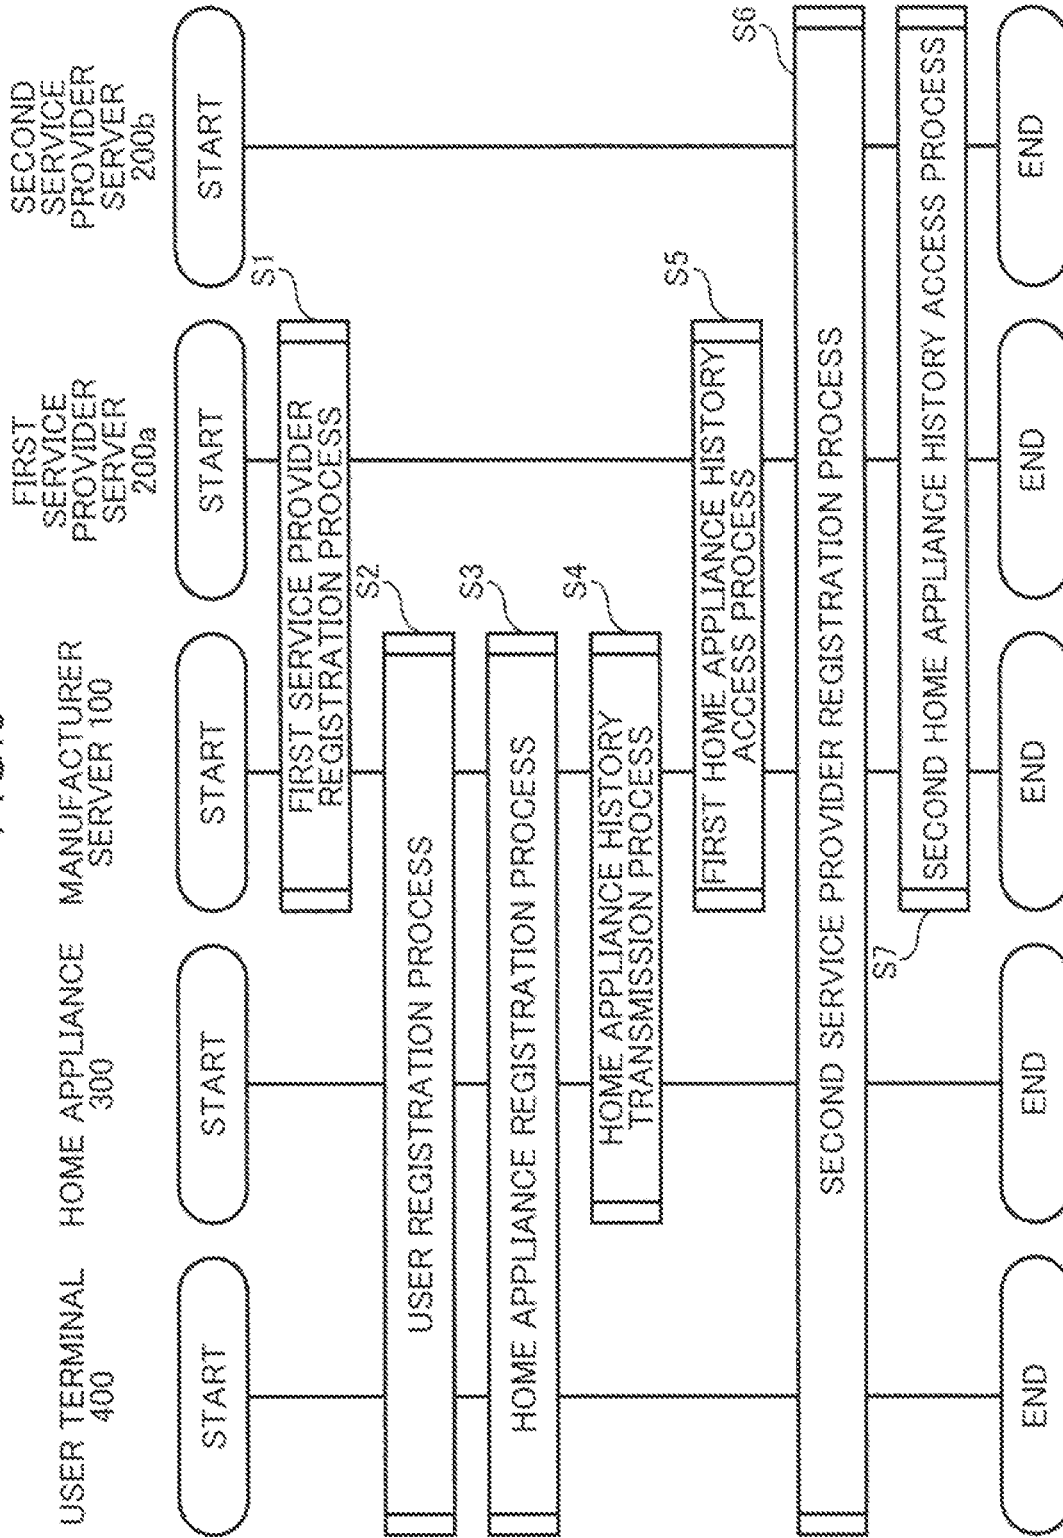 USER TERMINAL
400
HOME APPLIANCE
300
MANUFACTURER
SERVER 100
FIRST
SERVICE
PROVIDER
SERVER
200a
SECOND
SERVICE
PROVIDER
SERVER
200b
START
START
START
START
START
S1
FIRST SERVICE PROVIDER
REGISTRATION PROCESS
S2
USER REGISTRATION PROCESS
S3
HOME APPLIANCE REGISTRATION PROCESS
S4
HOME APPLIANCE HISTORY
TRANSMISSION PROCESS
S5
FIRST HOME APPLIANCE HISTORY
ACCESS PROCESS
S6
SECOND SERVICE PROVIDER REGISTRATION PROCESS
S7
SECOND HOME APPLIANCE HISTORY ACCESS PROCESS
END
END
END
END
END